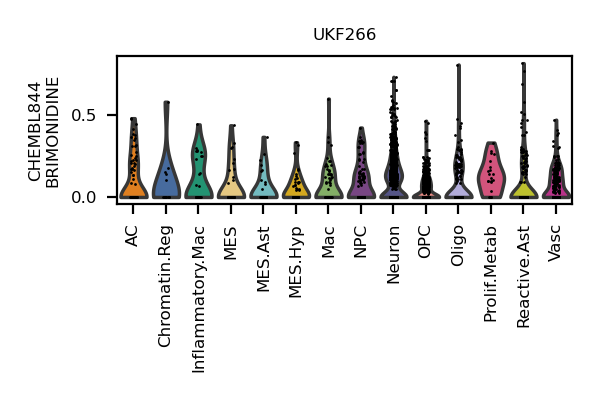 UKF266
CHEMBL844
BRIMONIDINE
0.5
0.0
AC
Chromatin.Reg
Inflammatory.Mac
MES
MES.Ast
MES.Hyp
Mac
NPC
Neuron
OPC
Oligo
Prolif.Metab
Reactive.Ast
Vasc